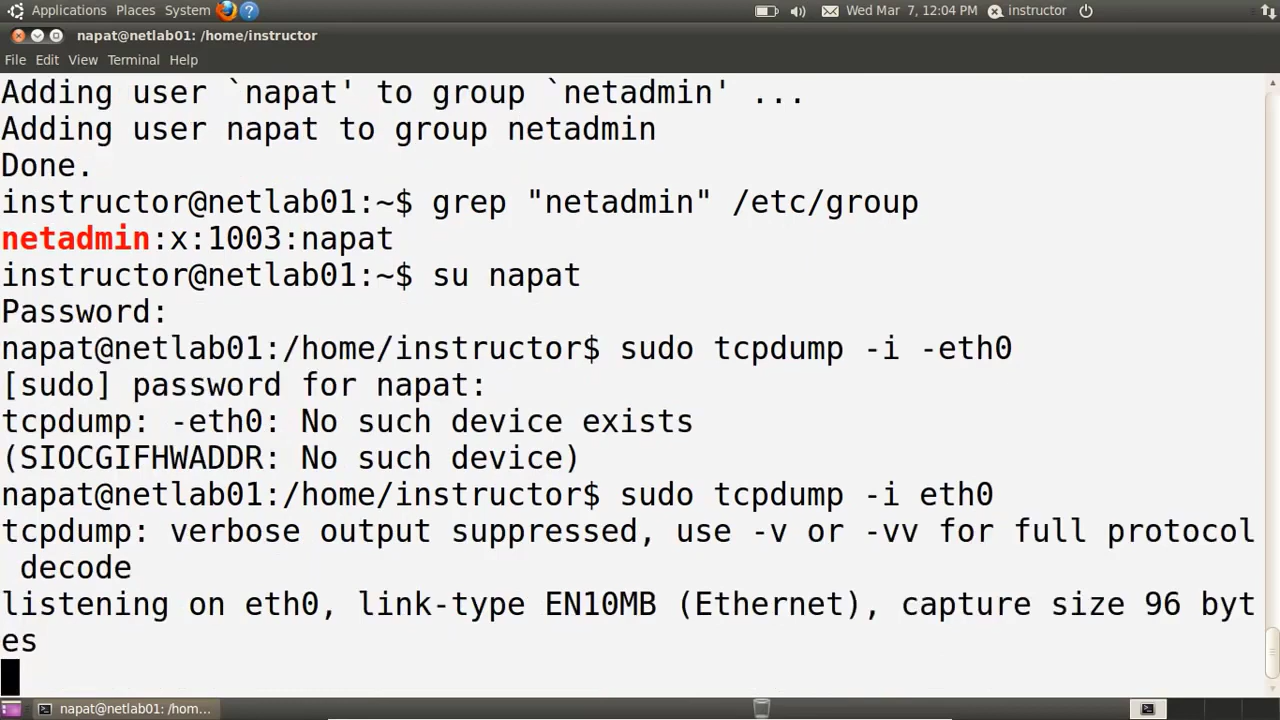 Applications Places System ? Wed Mar 7, 12:04 PM instructor
napat@netlab01: /home/instructor
File Edit View Terminal Help
Adding user `napat' to group `netadmin' ...
Adding user napat to group netadmin
Done.
instructor@netlab01:~$ grep "netadmin" /etc/group
netadmin:x:1003:napat
instructor@netlab01:~$ su napat
Password:
napat@netlab01:/home/instructor$ sudo tcpdump -i -eth0
[sudo] password for napat:
tcpdump: -eth0: No such device exists
(SIOCGIFHWADDR: No such device)
napat@netlab01:/home/instructor$ sudo tcpdump -i eth0
tcpdump: verbose output suppressed, use -v or -vv for full protocol
 decode
listening on eth0, link-type EN10MB (Ethernet), capture size 96 byt
es
napat@netlab01: /hom...